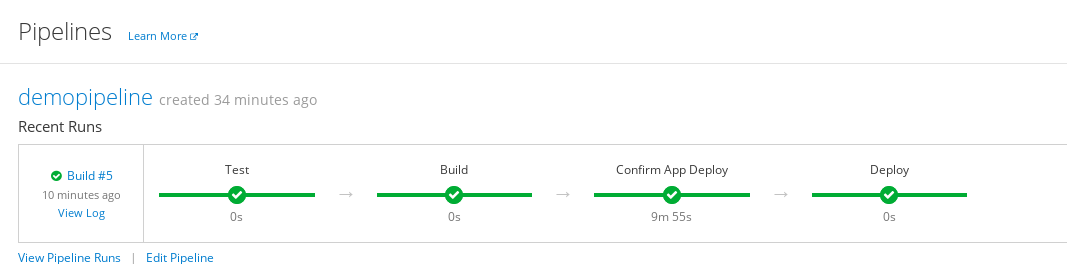 Pipelines Learn More
demopipeline created 34 minutes ago
Recent Runs
Build #5
10 minutes ago
View Log
Test
0s
→
Build
0s
→
Confirm App Deploy
9m 55s
→
Deploy
0s
View Pipeline Runs | Edit Pipeline